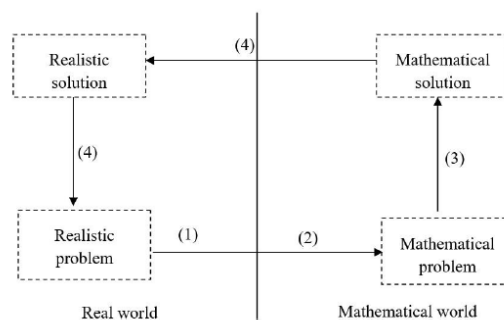 Realistic
solution
(4)
Mathematical
solution
(4)
(3)
Realistic
problem
(1)
(2)
Mathematical
problem
Real world
Mathematical world